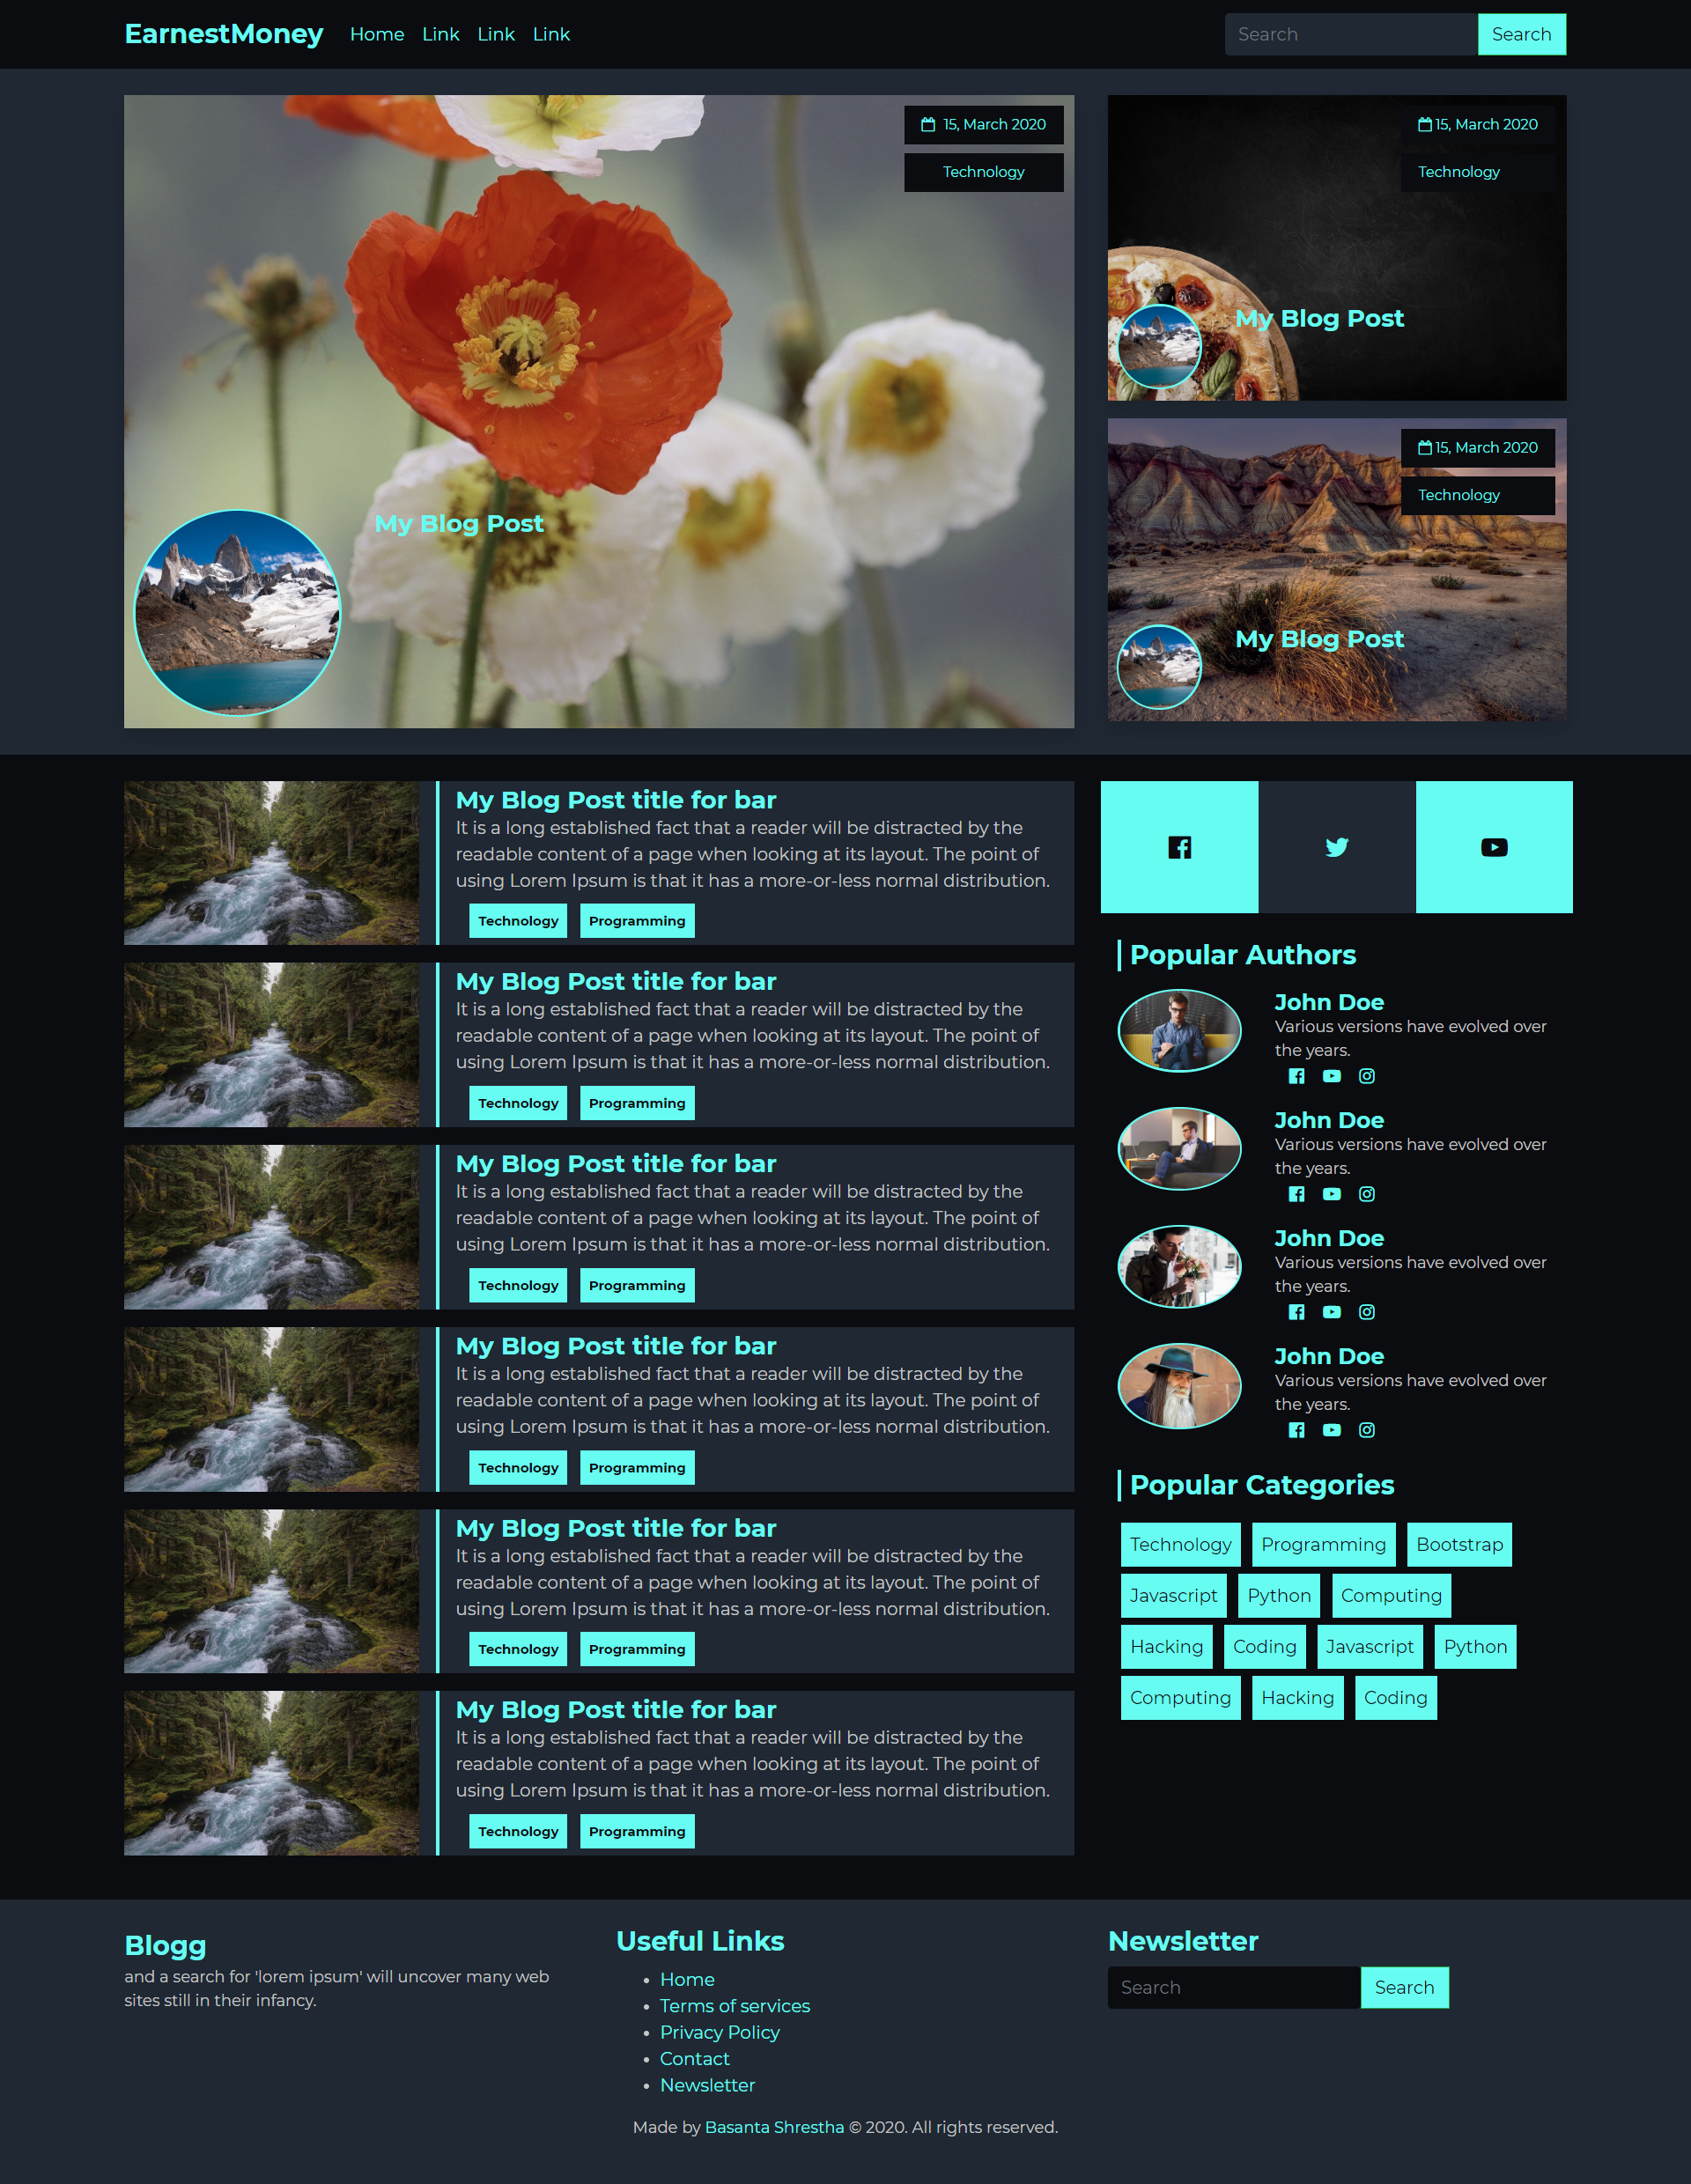 EarnestMoney Home Link Link Link Search Search
15, March 2020
Technology
My Blog Post
15, March 2020
Technology
My Blog Post
15, March 2020
Technology
My Blog Post
My Blog Post title for bar
It is a long established fact that a reader will be distracted by the
readable content of a page when looking at its layout. The point of
using Lorem Ipsum is that it has a more-or-less normal distribution.
Technology Programming
My Blog Post title for bar
It is a long established fact that a reader will be distracted by the
readable content of a page when looking at its layout. The point of
using Lorem Ipsum is that it has a more-or-less normal distribution.
Technology Programming
My Blog Post title for bar
It is a long established fact that a reader will be distracted by the
readable content of a page when looking at its layout. The point of
using Lorem Ipsum is that it has a more-or-less normal distribution.
Technology Programming
My Blog Post title for bar
It is a long established fact that a reader will be distracted by the
readable content of a page when looking at its layout. The point of
using Lorem Ipsum is that it has a more-or-less normal distribution.
Technology Programming
My Blog Post title for bar
It is a long established fact that a reader will be distracted by the
readable content of a page when looking at its layout. The point of
using Lorem Ipsum is that it has a more-or-less normal distribution.
Technology Programming
My Blog Post title for bar
It is a long established fact that a reader will be distracted by the
readable content of a page when looking at its layout. The point of
using Lorem Ipsum is that it has a more-or-less normal distribution.
Technology Programming
Popular Authors
John Doe
Various versions have evolved over
the years.
John Doe
Various versions have evolved over
the years.
John Doe
Various versions have evolved over
the years.
John Doe
Various versions have evolved over
the years.
Popular Categories
Technology Programming Bootstrap
Javascript Python Computing
Hacking Coding Javascript Python
Computing Hacking Coding
Blogg
and a search for 'lorem ipsum' will uncover many web
sites still in their infancy.
Useful Links
Home
Terms of services
Privacy Policy
Contact
Newsletter
Newsletter
Search Search
Made by Basanta Shrestha © 2020. All rights reserved.